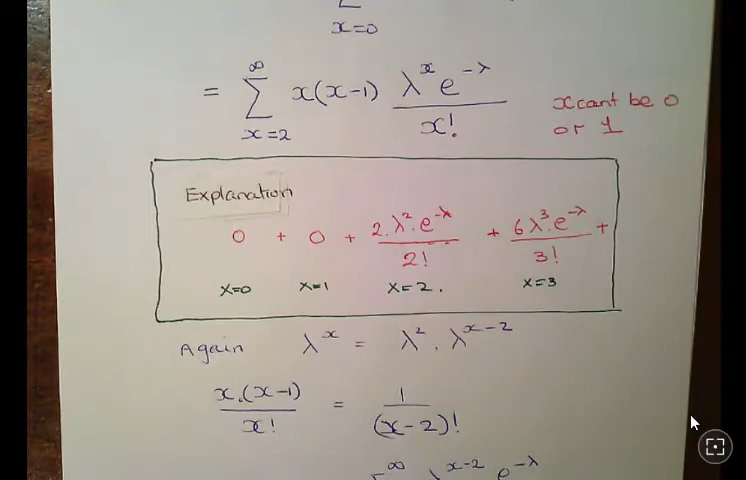 x=0
= ∞ Σ x=2 x(x-1) λ^x e^-λ / x!
x cant be 0
or 1
Explanation
0 + 0 + 2.λ².e^-λ / 2! + 6λ³.e^-λ / 3! +
x=0 x=1 x=2. x=3
Again λ^x = λ² . λ^x-2
x.(x-1) / x! = 1 / (x-2)!
∞ λ^x-2 e^-λ